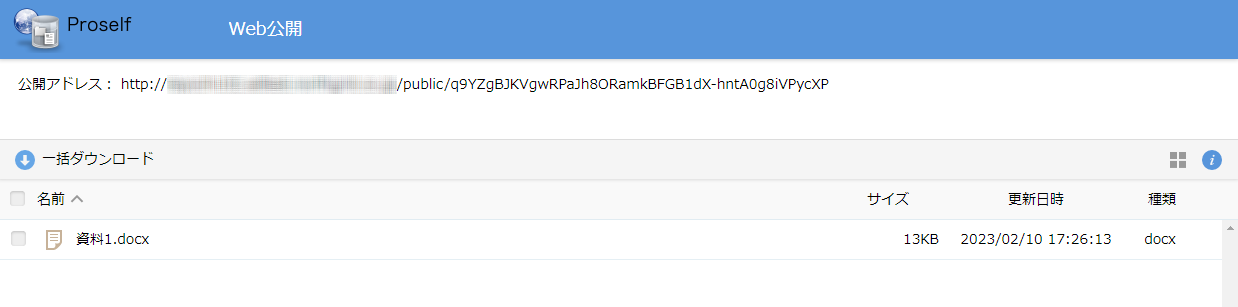 Proself
Web公開
公開アドレス： http:// /public/q9YZgBJKVgwRPaJh8ORamkBFGB1dX-hntA0g8iVPycXP
一括ダウンロード
名前 サイズ 更新日時 種類
資料1.docx 13KB 2023/02/10 17:26:13 docx